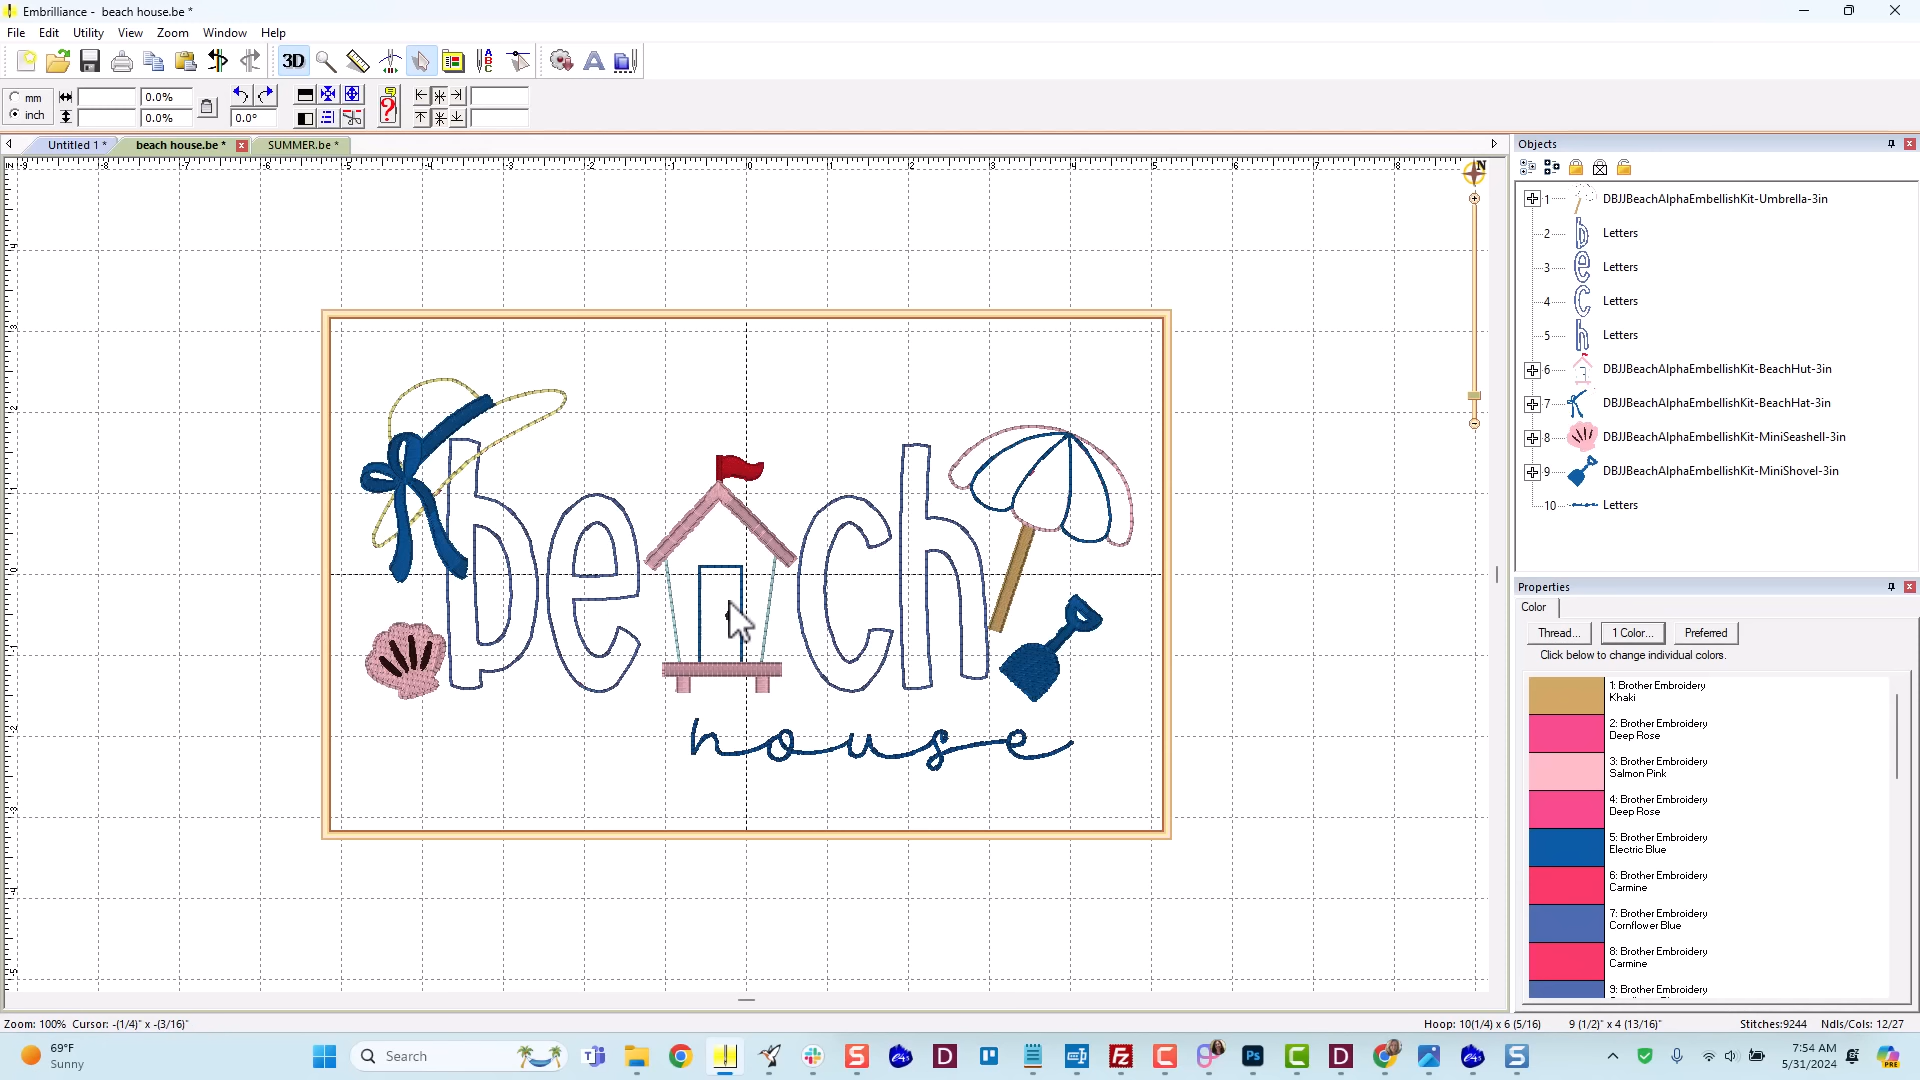 Embrilliance - beach house.be *
File Edit Utility View Zoom Window Help
3D
mm
0.0%
inch
0.0%
0.0°
Untitled 1 *
beach house.be *
SUMMER.be *
Objects
1 DBJJBeachAlphaEmbellishKit-Umbrella-3in
2 Letters
3 Letters
4 Letters
5 Letters
6 DBJJBeachAlphaEmbellishKit-BeachHut-3in
7 DBJJBeachAlphaEmbellishKit-BeachHat-3in
8 DBJJBeachAlphaEmbellishKit-MiniSeashell-3in
9 DBJJBeachAlphaEmbellishKit-MiniShovel-3in
10 Letters
be ch
house
Properties
Color
Thread... 1 Color... Preferred
Click below to change individual colors.
1: Brother Embroidery
Khaki
2: Brother Embroidery
Deep Rose
3: Brother Embroidery
Salmon Pink
4: Brother Embroidery
Deep Rose
5: Brother Embroidery
Electric Blue
6: Brother Embroidery
Carmine
7: Brother Embroidery
Cornflower Blue
8: Brother Embroidery
Carmine
9: Brother Embroidery
Zoom: 100% Cursor: -(1/4)" x -(3/16)"
Hoop: 10(1/4) x 6 (5/16) 9 (1/2)" x 4 (13/16)" Stitches:9244 Ndls/Cols: 12/27
69°F
Sunny
Search
7:54 AM
5/31/2024